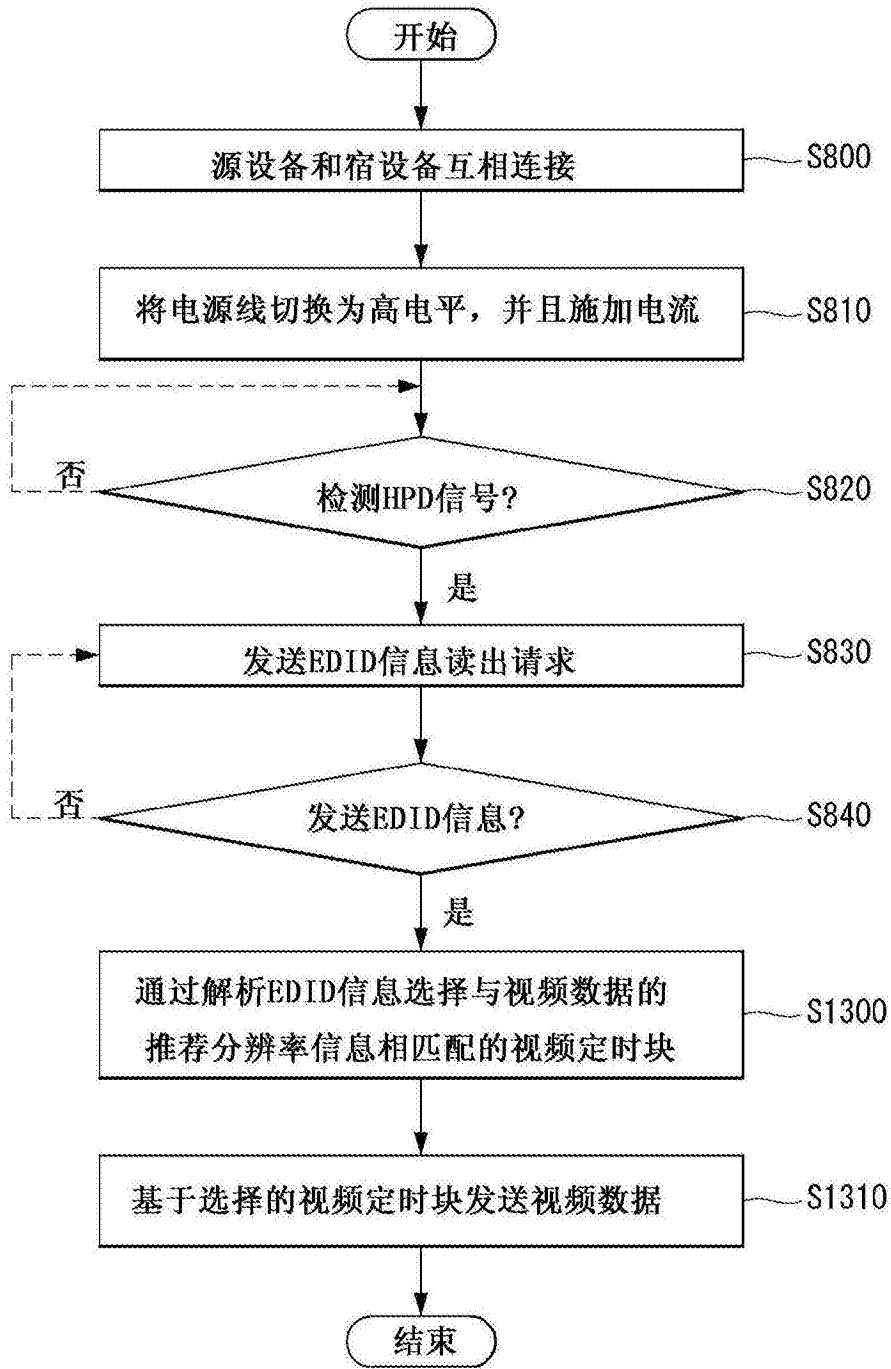 开始
源设备和宿设备互相连接
S800
将电源线切换为高电平，并且施加电流
S810
否
检测HPD信号?
S820
是
发送EDID信息读出请求
S830
否
发送EDID信息?
S840
是
通过解析EDID信息选择与视频数据的
推荐分辨率信息相匹配的视频定时块
S1300
基于选择的视频定时块发送视频数据
S1310
结束